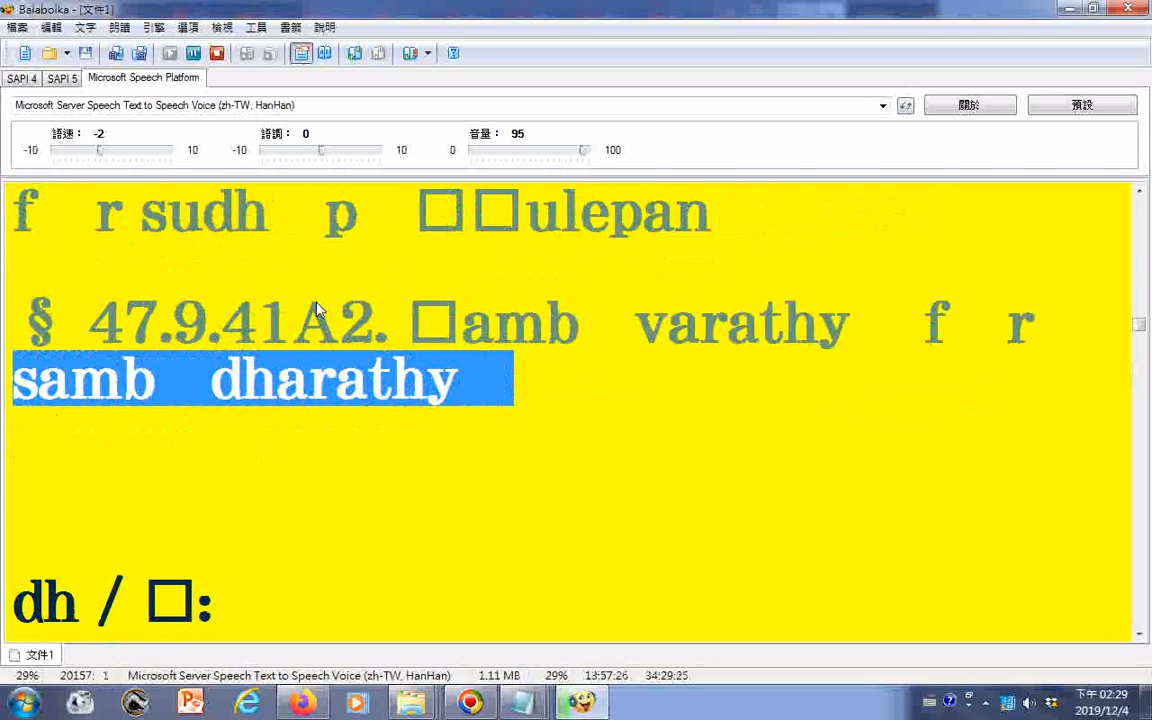 Balabolka - [文件1]
檔案 編輯 文字 朗讀 引擎 選項 檢視 工具 書籤 說明
SAPI 4 SAPI 5 Microsoft Speech Platform
Microsoft Server Speech Text to Speech Voice (zh-TW, HanHan) 關於 預設
語速： -2 語調： 0 音量： 95
-10 10 -10 10 0 100
f r sudh p □□ulepan
§ 47.9.41A2. □amb varathy f r
samb dharathy
dh / □:
文件1
29% 20157: 1 Microsoft Server Speech Text to Speech Voice (zh-TW, HanHan) 1.11 MB 29% 13:57:26 34:29:25
下午 02:29
2019/12/4